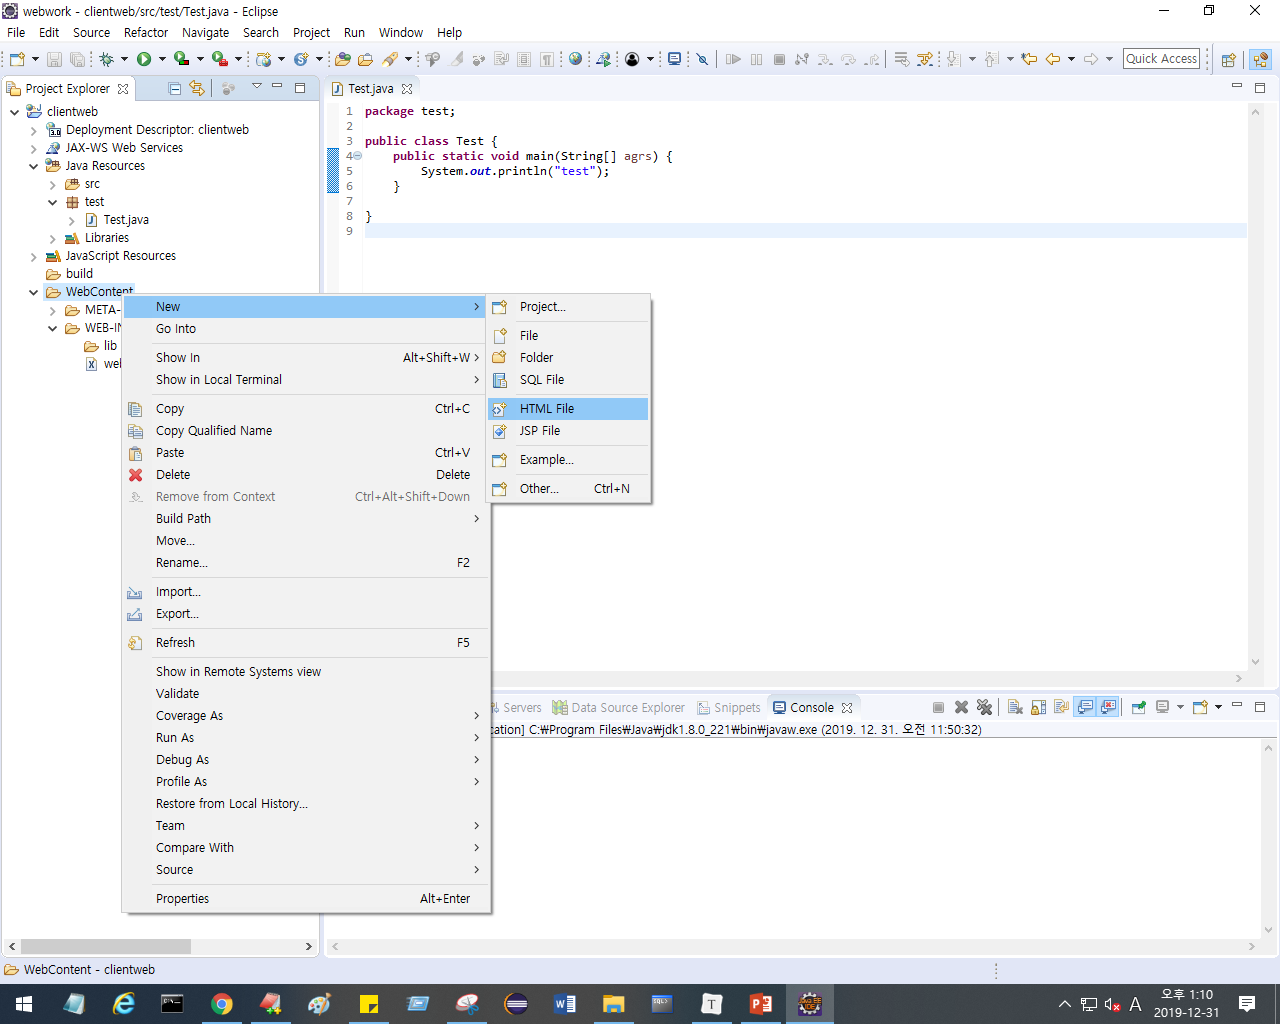 webwork - clientweb/src/test/Test.java - Eclipse
File Edit Source Refactor Navigate Search Project Run Window Help
Quick Access
Project Explorer
Test.java
clientweb
Deployment Descriptor: clientweb
JAX-WS Web Services
Java Resources
src
test
Test.java
Libraries
JavaScript Resources
build
WebContent
META-
WEB-IN
lib
web
1 package test;
2
3 public class Test {
4 public static void main(String[] agrs) {
5 System.out.println("test");
6 }
7
8 }
9
New
Go Into
Show In Alt+Shift+W
Show in Local Terminal
Copy Ctrl+C
Copy Qualified Name
Paste Ctrl+V
Delete Delete
Remove from Context Ctrl+Alt+Shift+Down
Build Path
Move...
Rename... F2
Import...
Export...
Refresh F5
Show in Remote Systems view
Validate
Coverage As
Run As
Debug As
Profile As
Restore from Local History...
Team
Compare With
Source
Properties Alt+Enter
Project...
File
Folder
SQL File
HTML File
JSP File
Example...
Other... Ctrl+N
Servers Data Source Explorer Snippets Console
cation] C:₩Program Files₩Java₩jdk1.8.0_221₩bin₩javaw.exe (2019. 12. 31. 오전 11:50:32)
WebContent - clientweb
A
오후 1:10
2019-12-31